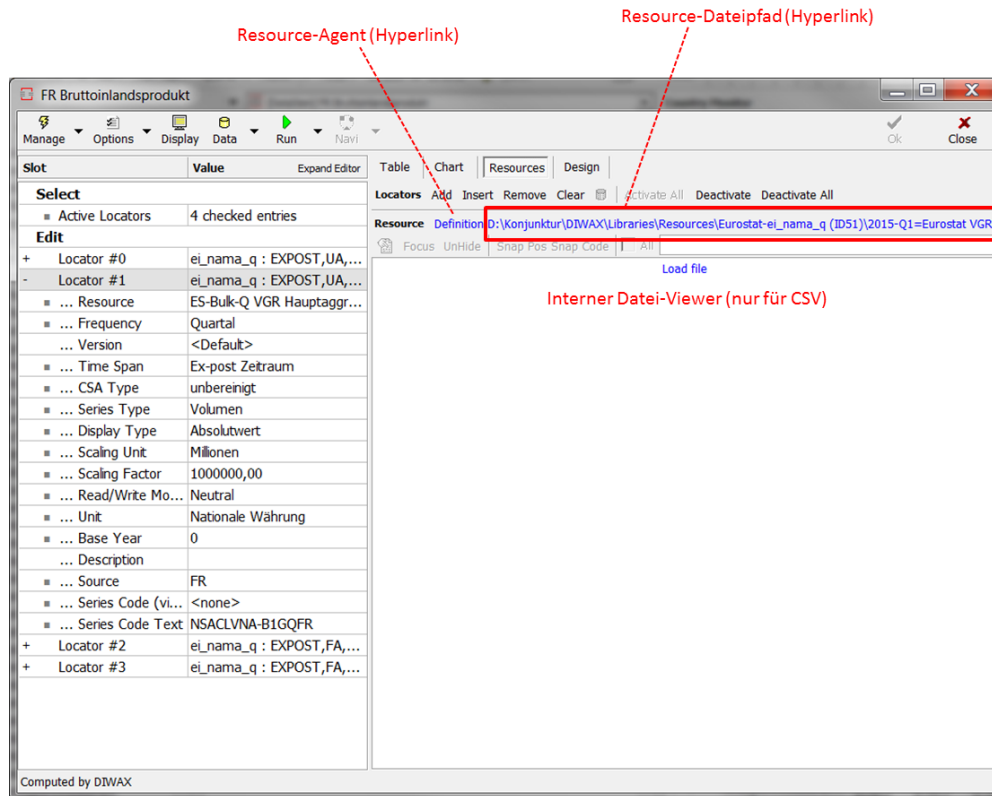 Resource-Dateipfad (Hyperlink)
Resource-Agent (Hyperlink)
FR Bruttoinlandsprodukt
Manage Options Display Data Run Navi Ok Close
Slot Value Expand Editor
Table Chart Resources Design
Select
Locators Add Insert Remove Clear Activate All Deactivate Deactivate All
Active Locators 4 checked entries
Resource Definition D:\Konjunktur\DIWAX\Libraries\Resources\Eurostat-ei_nama_q (ID51)\2015-Q1=Eurostat VGR
Edit
Focus UnHide Snap Pos Snap Code All
+ Locator #0 ei_nama_q : EXPOST,UA,...
Load file
- Locator #1 ei_nama_q : EXPOST,UA,...
Interner Datei-Viewer (nur für CSV)
... Resource ES-Bulk-Q VGR Hauptaggr...
... Frequency Quartal
... Version <Default>
... Time Span Ex-post Zeitraum
... CSA Type unbereinigt
... Series Type Volumen
... Display Type Absolutwert
... Scaling Unit Millionen
... Scaling Factor 1000000,00
... Read/Write Mo... Neutral
... Unit Nationale Währung
... Base Year 0
... Description
... Source FR
... Series Code (vi... <none>
... Series Code Text NSACLVNA-B1GQFR
+ Locator #2 ei_nama_q : EXPOST,FA,...
+ Locator #3 ei_nama_q : EXPOST,FA,...
Computed by DIWAX